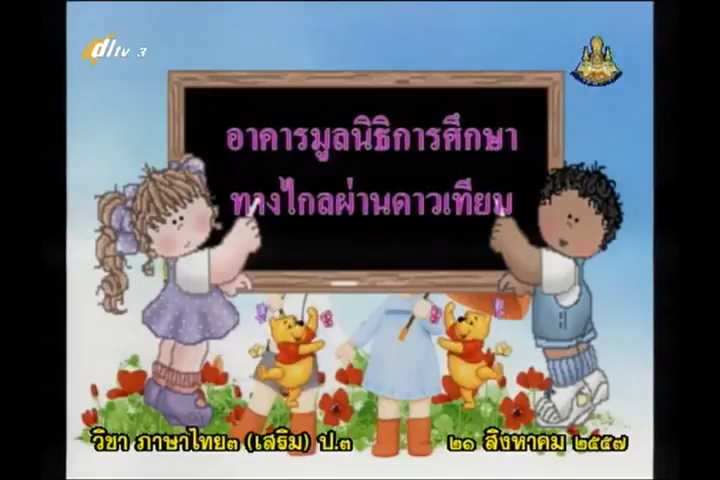 dltv 3
อาคารมูลนิธิการศึกษา
ทางไกลผ่านดาวเทียม
วิขา ภาษาไทย๓ (เสริม) ป.๓
๒๑ สิงหาคม ๒๕๕๗